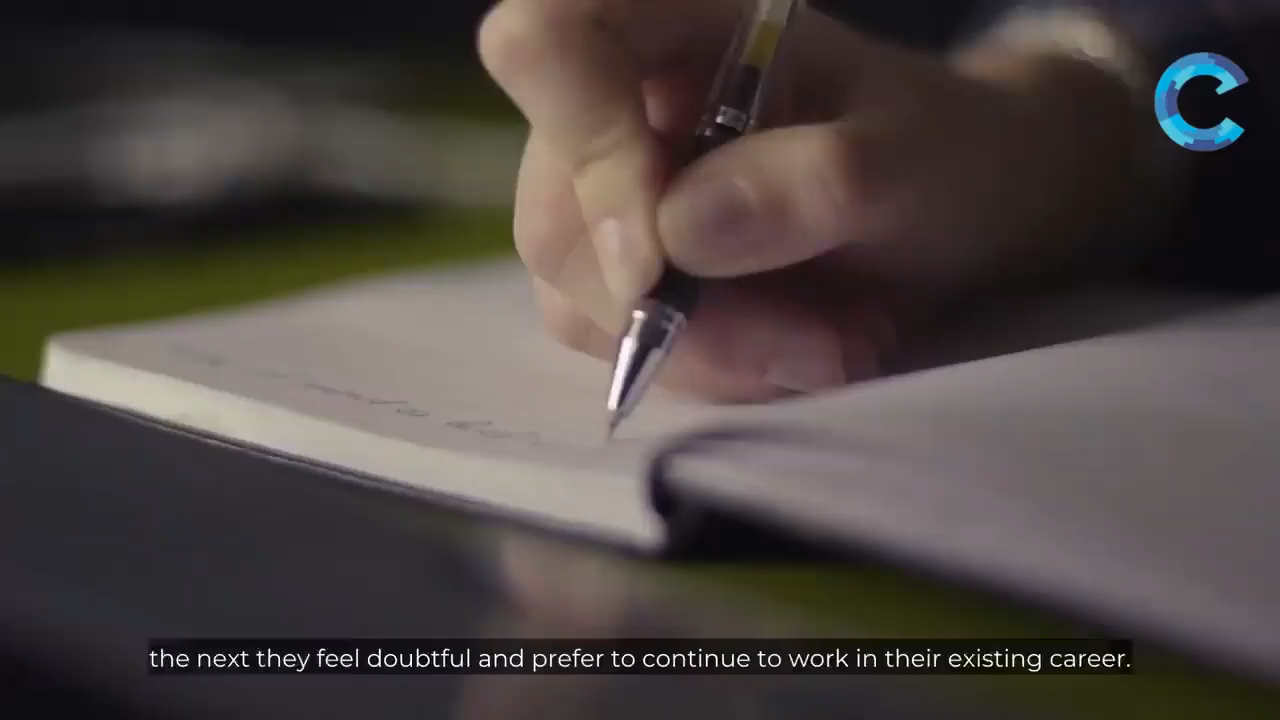 the next they feel doubtful and prefer to continue to work in their existing career.